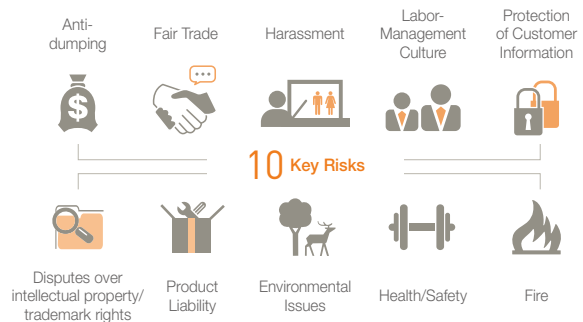 Anti-
dumping
Fair Trade
Harassment
Labor-
Management
Culture
Protection
of Customer
Information
$
10 Key Risks
Disputes over
intellectual property/
trademark rights
Product
Liability
Environmental
Issues
Health/Safety
Fire